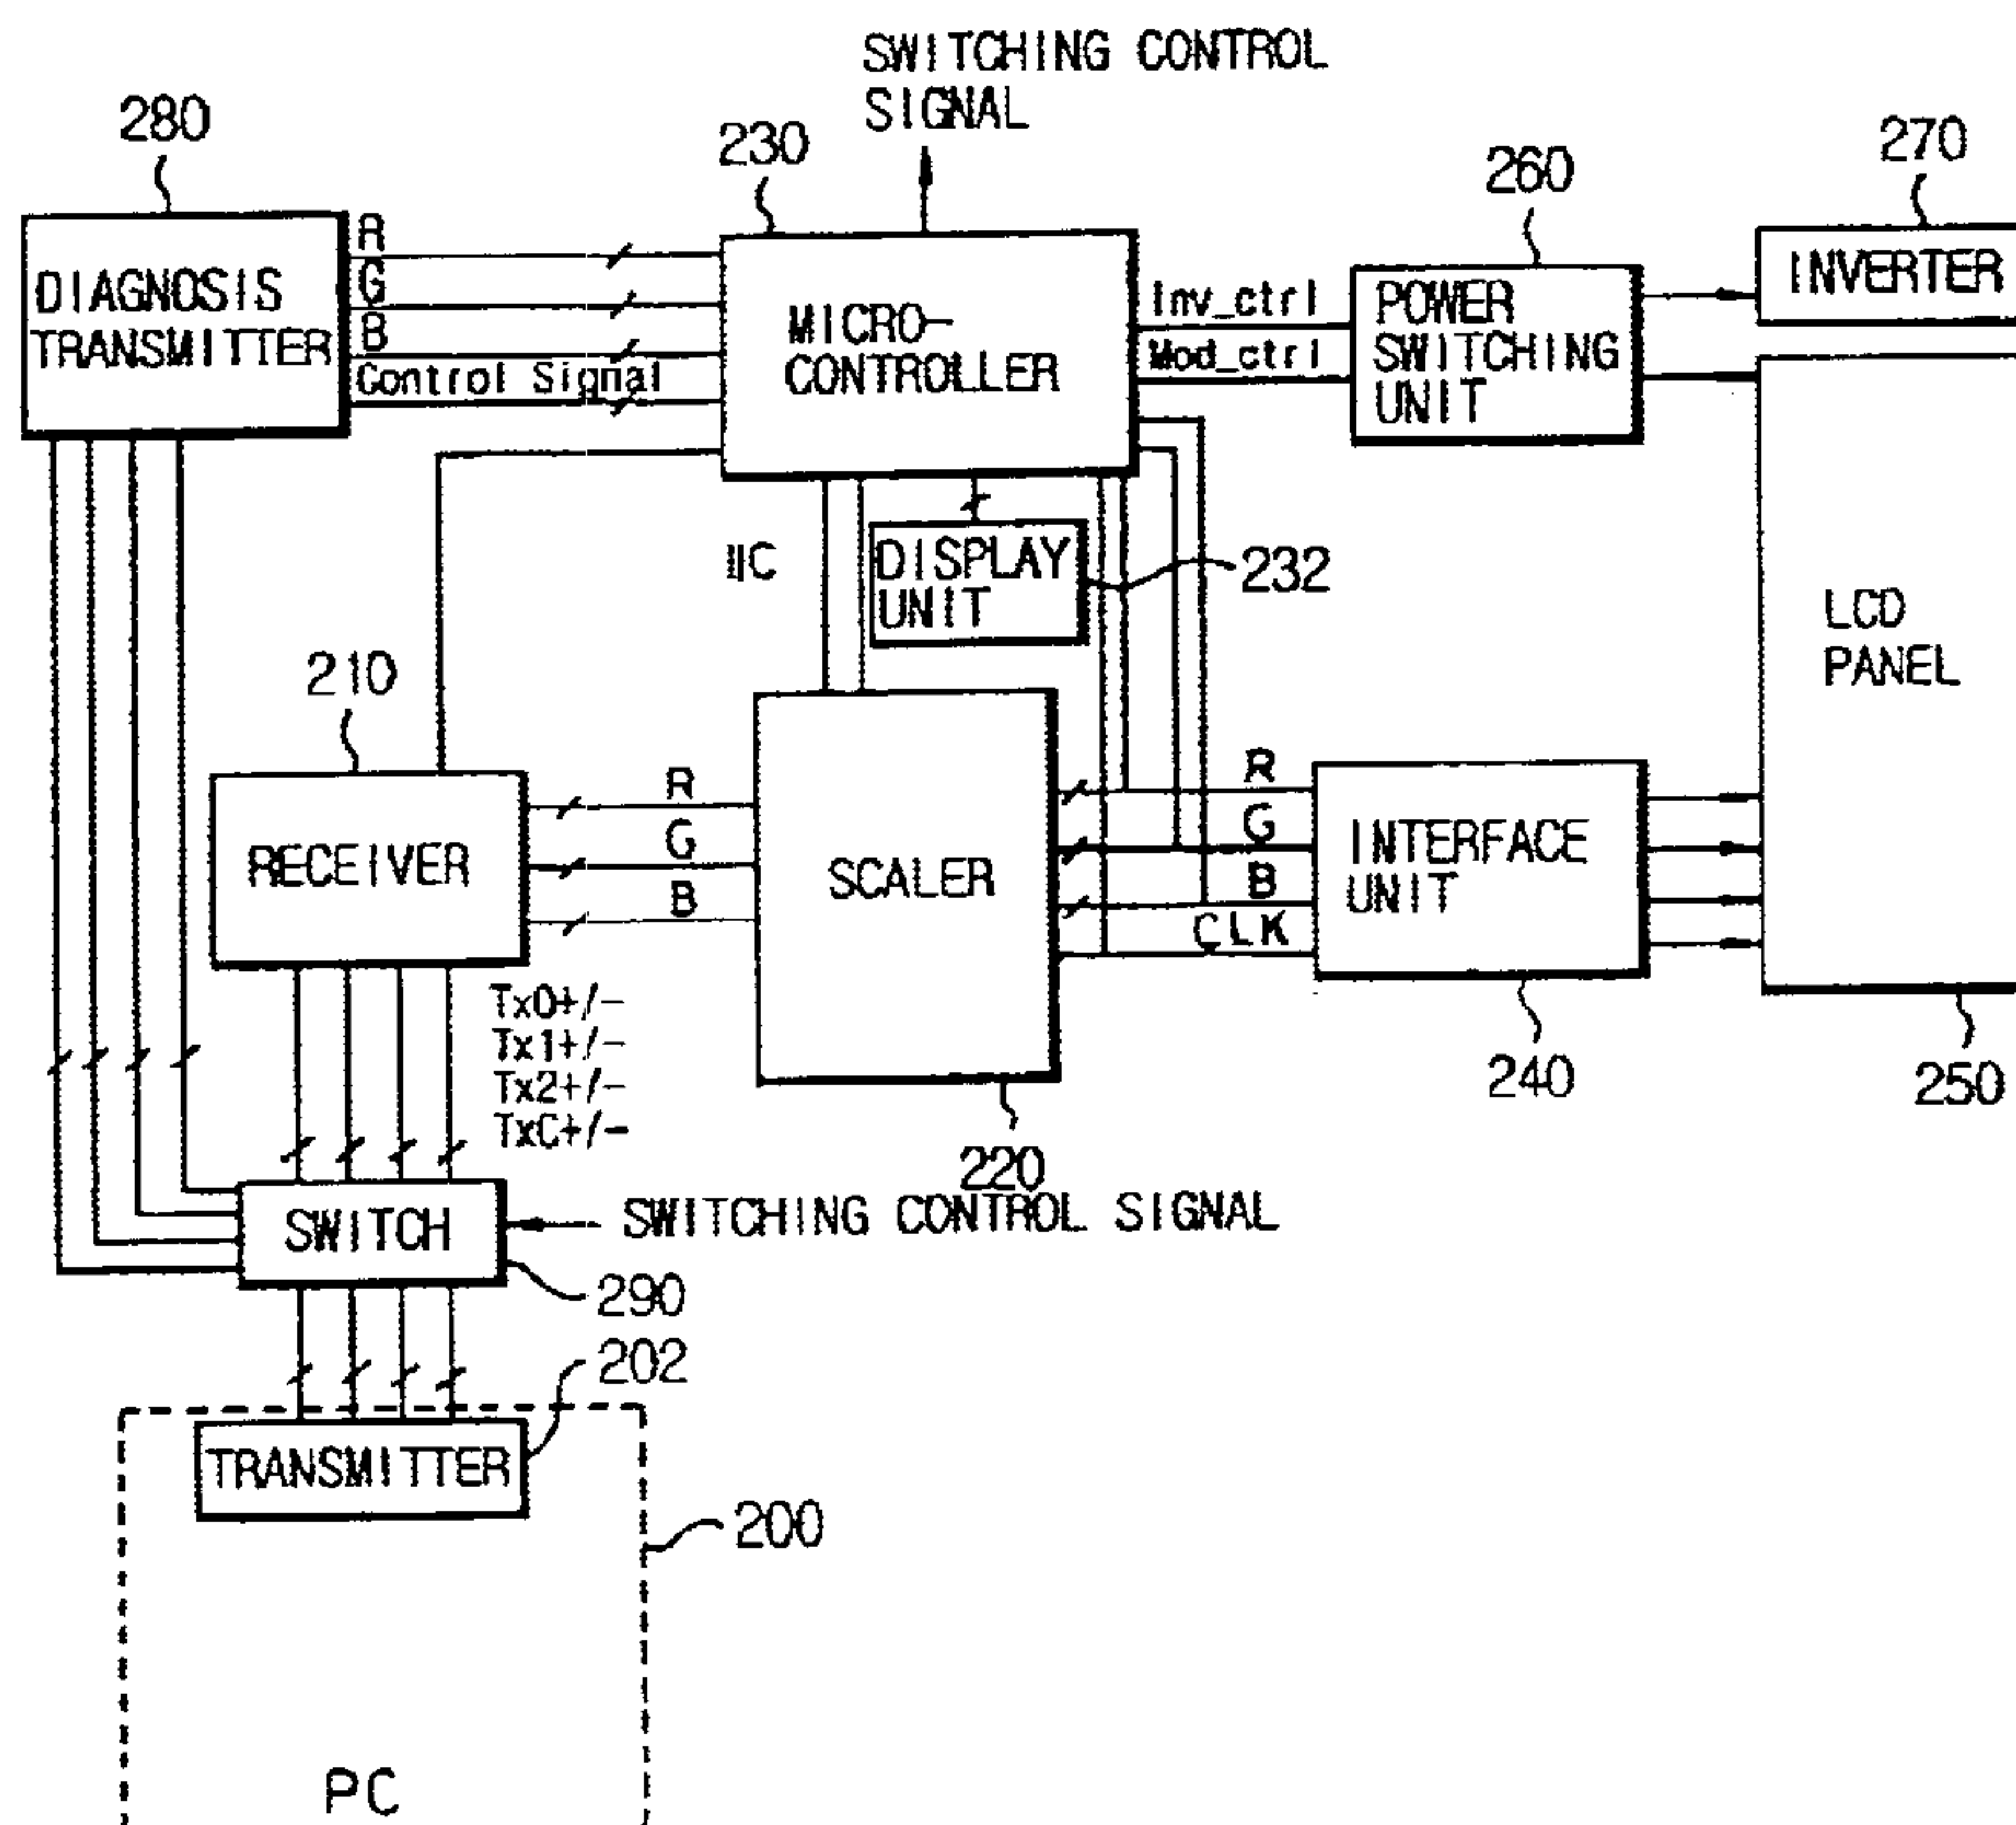 SWITCHING CONTROL
SIGNAL
280
230
260
270
DIAGNOSIS
TRANSMITTER
R
G
B
Control Signal
MICRO-
CONTROLLER
Inv_ctrl
Mod_ctrl
POWER
SWITCHING
UNIT
INVERTER
IIC
DISPLAY
UNIT
232
LCD
PANEL
210
RECEIVER
R
G
B
SCALER
R
G
B
CLK
INTERFACE
UNIT
Tx0+/-
Tx1+/-
Tx2+/-
TxC+/-
240
250
220
SWITCH
SWITCHING CONTROL SIGNAL
290
202
TRANSMITTER
200
PC